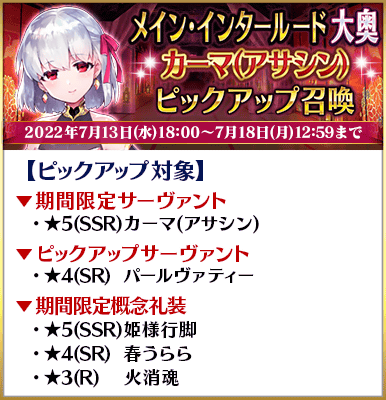 メイン・インタールード 大奥
カーマ(アサシン)
ピックアップ召喚
2022年7月13日(水)18:00〜7月18日(月)12:59まで
【ピックアップ対象】
▼期間限定サーヴァント
・★5(SSR)カーマ(アサシン)
▼ピックアップサーヴァント
・★4(SR) パールヴァティー
▼期間限定概念礼装
・★5(SSR)姫様行脚
・★4(SR) 春うらら
・★3(R) 火消魂